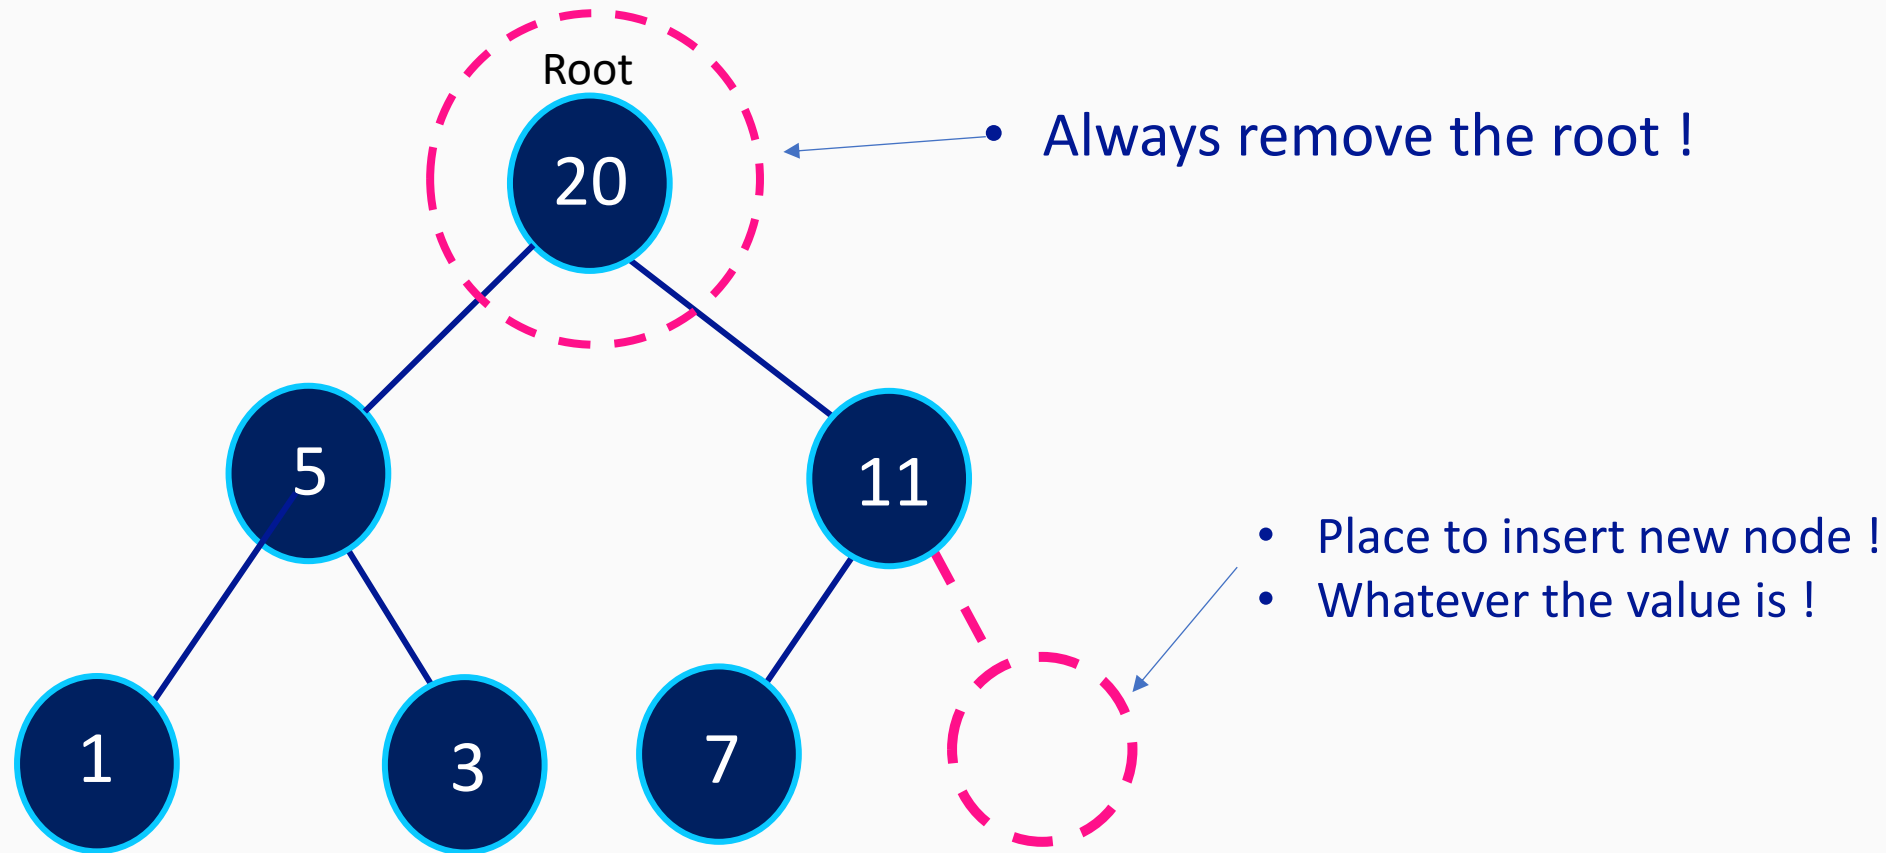 Root
20
• Always remove the root !
5
11
• Place to insert new node !
• Whatever the value is !
1
3
7